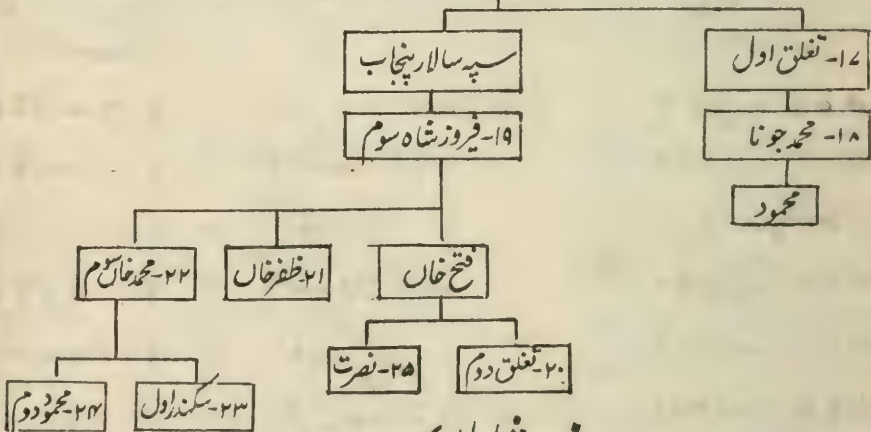 ۱۷- تغلق اول
سپہ سالار پنجاب
۱۸- محمد جونا
۱۹- فیروز شاہ سوم
محمود
فتح خاں
۲۱- ظفر خاں
۲۲- محمد خاں سوم
۲۰- تغلق دوم
۲۵- نصرت
۲۳- سکندر اول
۲۴- محمود دوم